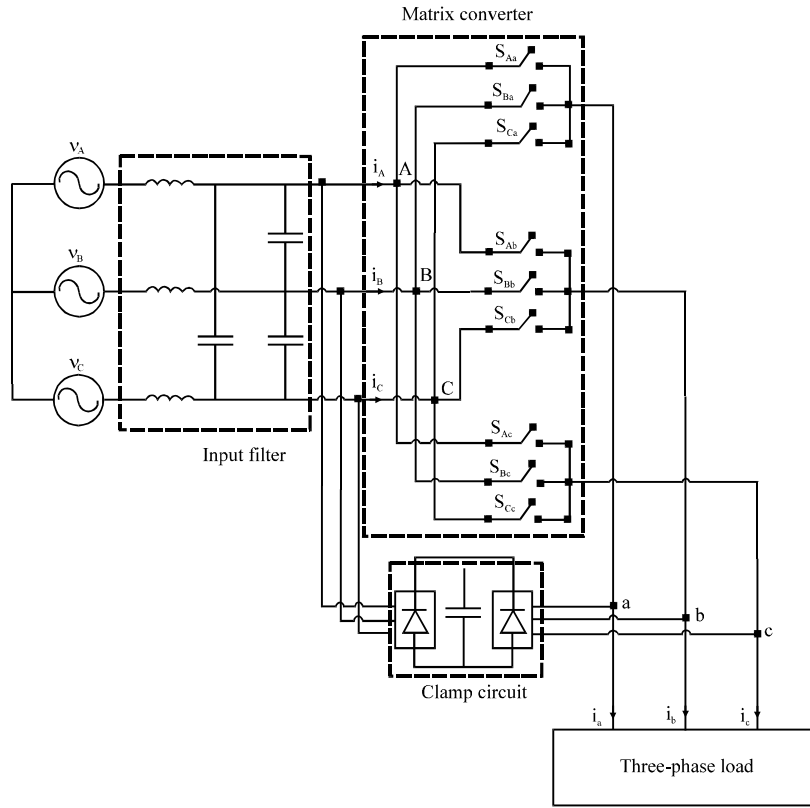 Matrix converter
S_Aa
S_Ba
S_Ca
ν_A
i_A
A
S_Ab
ν_B
i_B
B
S_Bb
S_Cb
ν_C
i_C
C
S_Ac
Input filter
S_Bc
S_Cc
a
b
c
Clamp circuit
i_a
i_b
i_c
Three-phase load